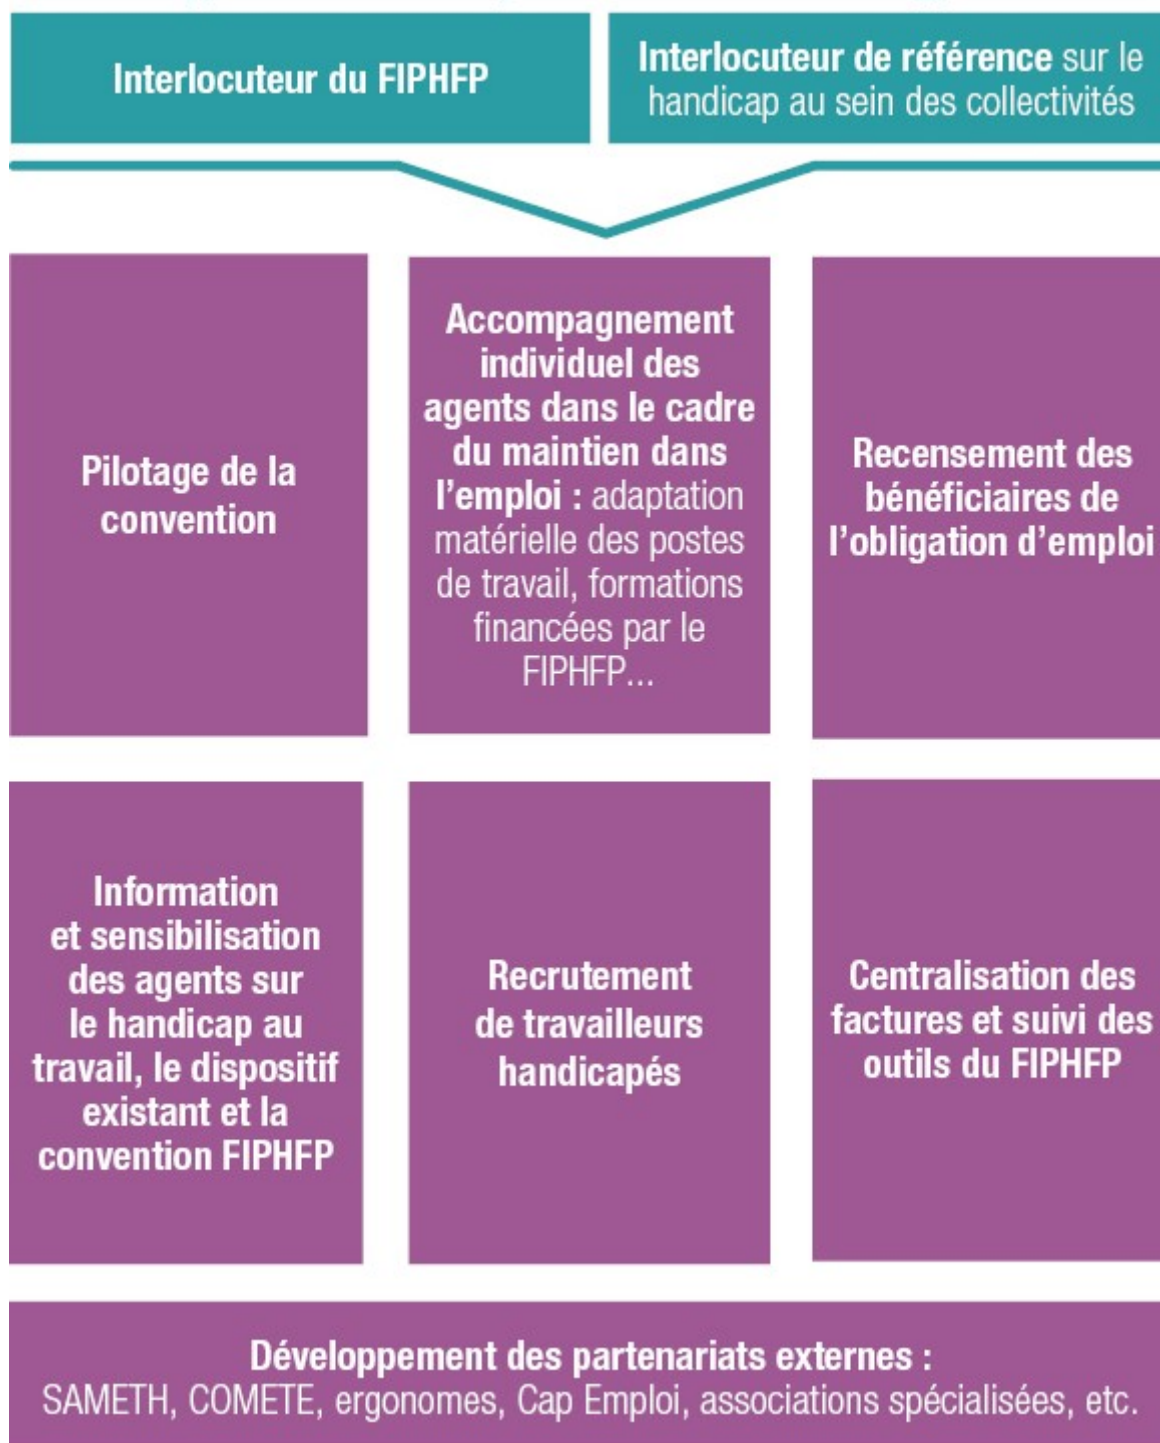 Interlocuteur du FIPHFP
Interlocuteur de référence sur le
handicap au sein des collectivités
Pilotage de la
convention
Accompagnement
individuel des
agents dans le cadre
du maintien dans
l’emploi : adaptation
matérielle des postes
de travail, formations
financées par le
FIPHFP...
Recensement des
bénéficiaires de
l’obligation d’emploi
Information
et sensibilisation
des agents sur
le handicap au
travail, le dispositif
existant et la
convention FIPHFP
Recrutement
de travailleurs
handicapés
Centralisation des
factures et suivi des
outils du FIPHFP
Développement des partenariats externes :
SAMETH, COMETE, ergonomes, Cap Emploi, associations spécialisées, etc.